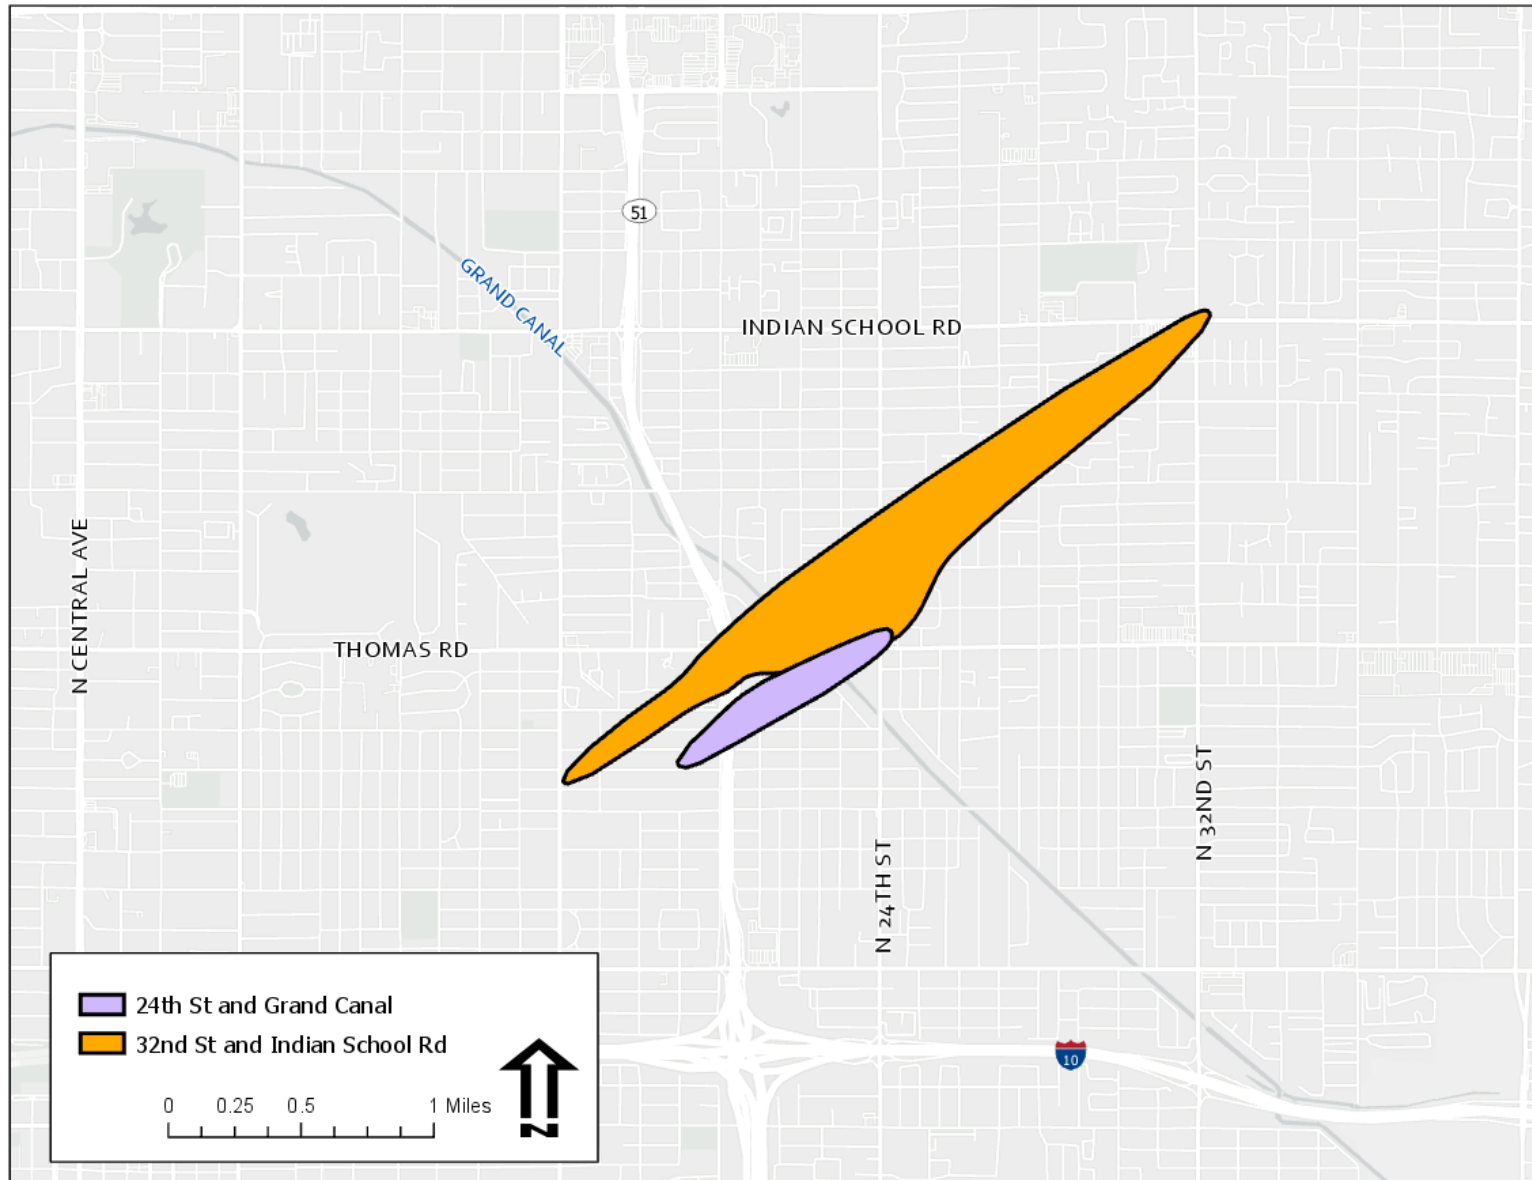 51
GRAND CANAL
INDIAN SCHOOL RD
N CENTRAL AVE
THOMAS RD
N 32ND ST
N 24TH ST
10
24th St and Grand Canal
32nd St and Indian School Rd
0 0.25 0.5 1 Miles
N